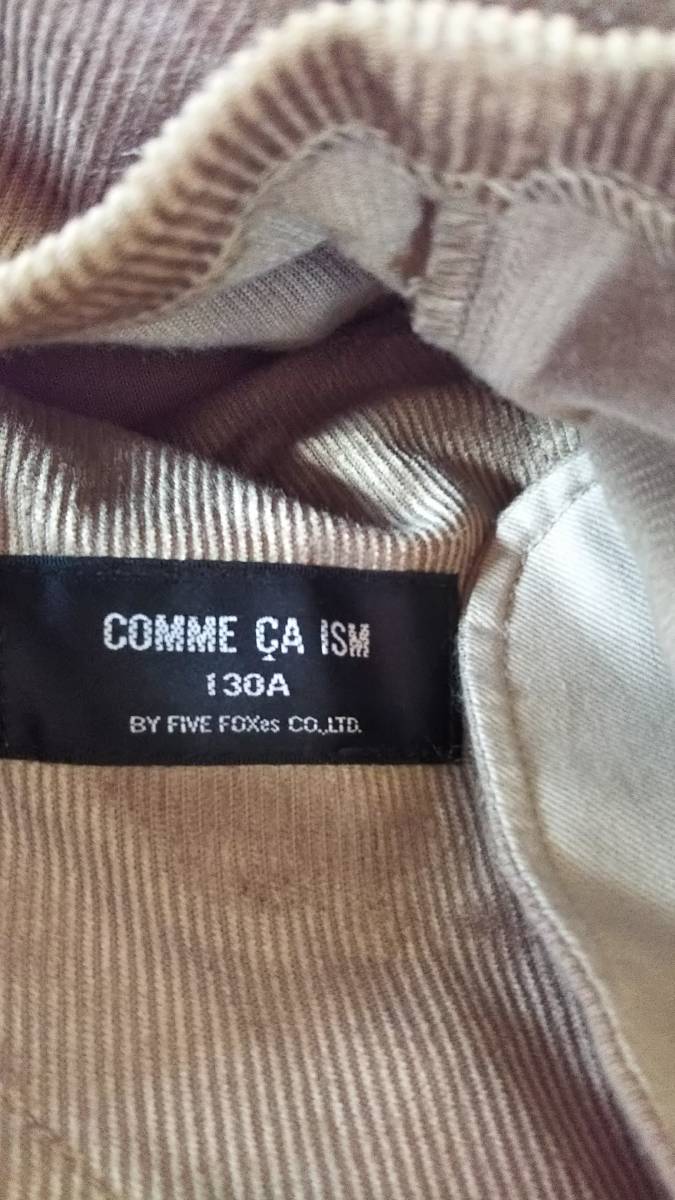 COMME ÇA ISM
130A
BY FIVE FOXes CO.,LTD.